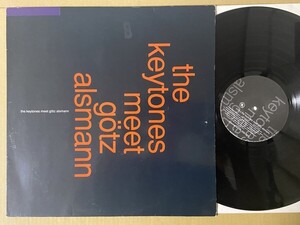 the
keytones
meet
götz
alsmann
the keytones meet götz alsmann